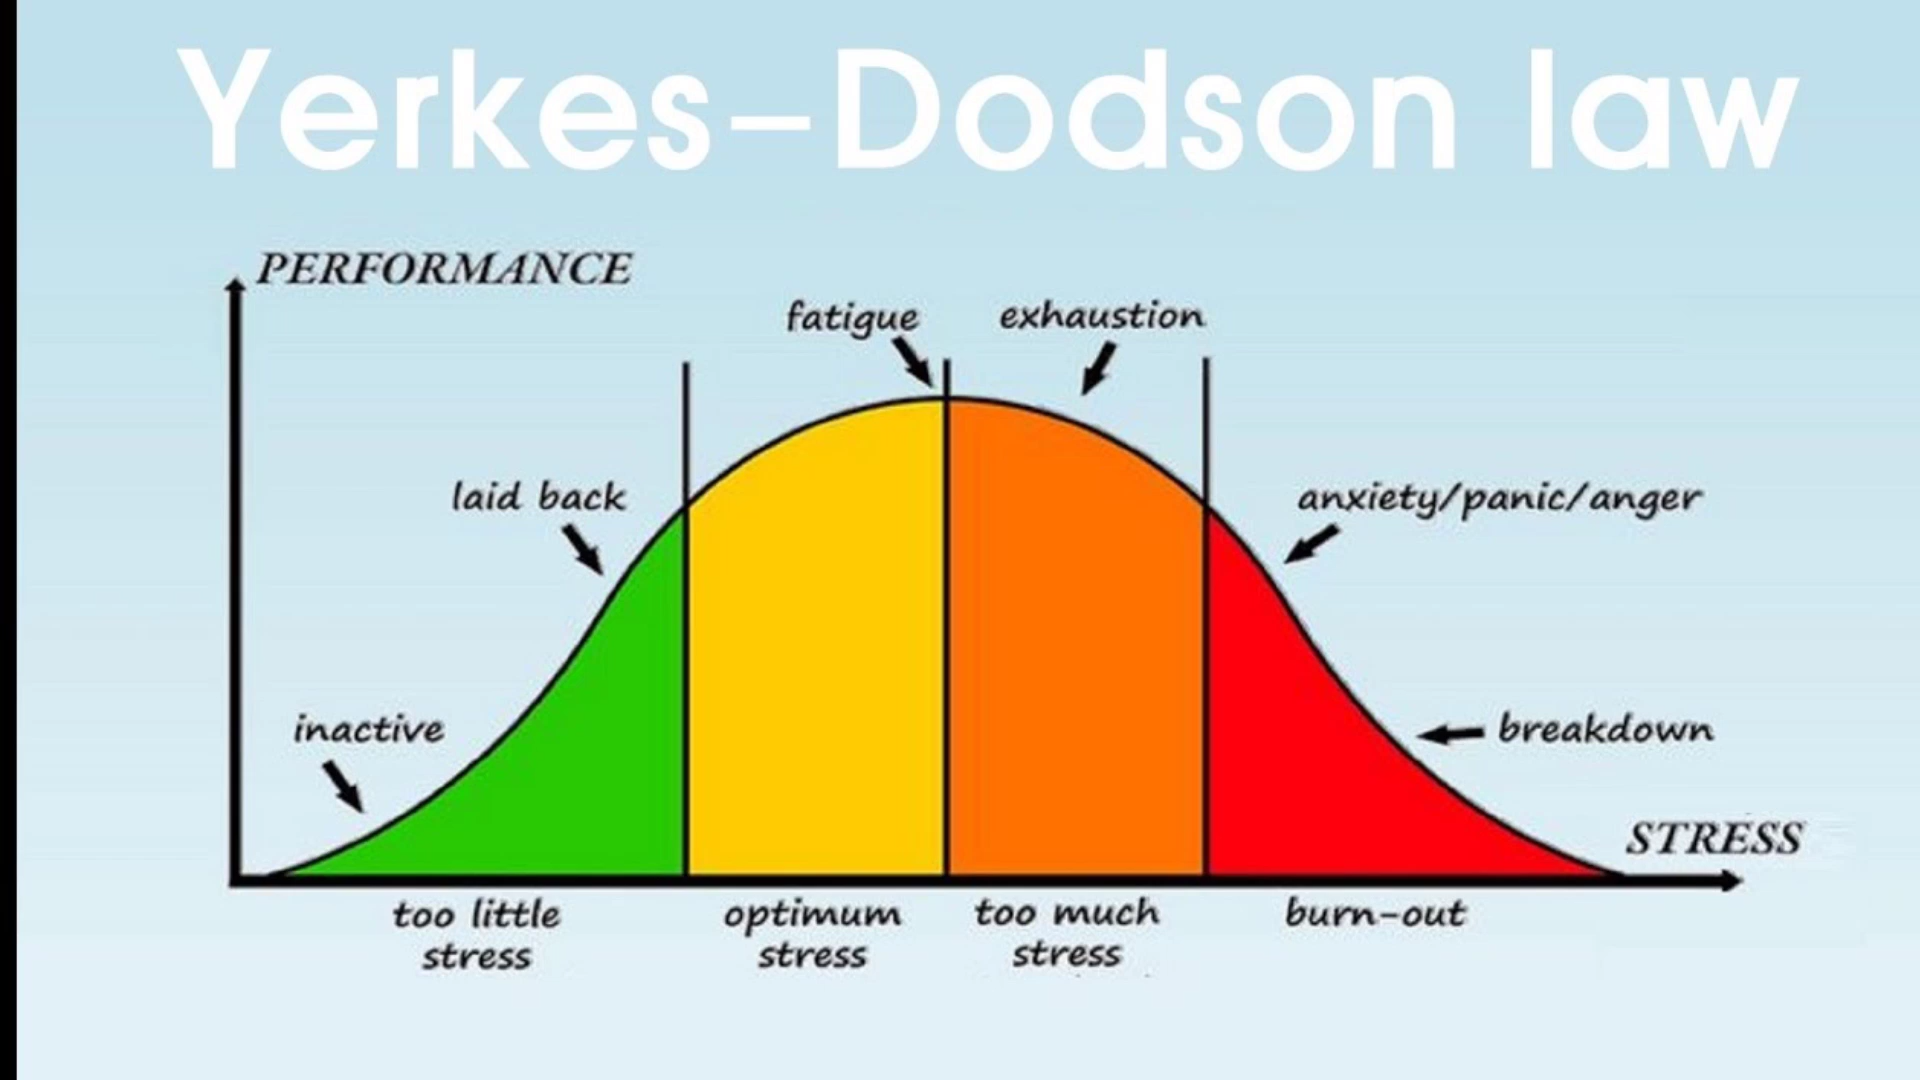 Yerkes–Dodson law
PERFORMANCE
fatigue
exhaustion
laid back
anxiety/panic/anger
inactive
breakdown
STRESS
too little
stress
optimum
stress
too much
stress
burn-out